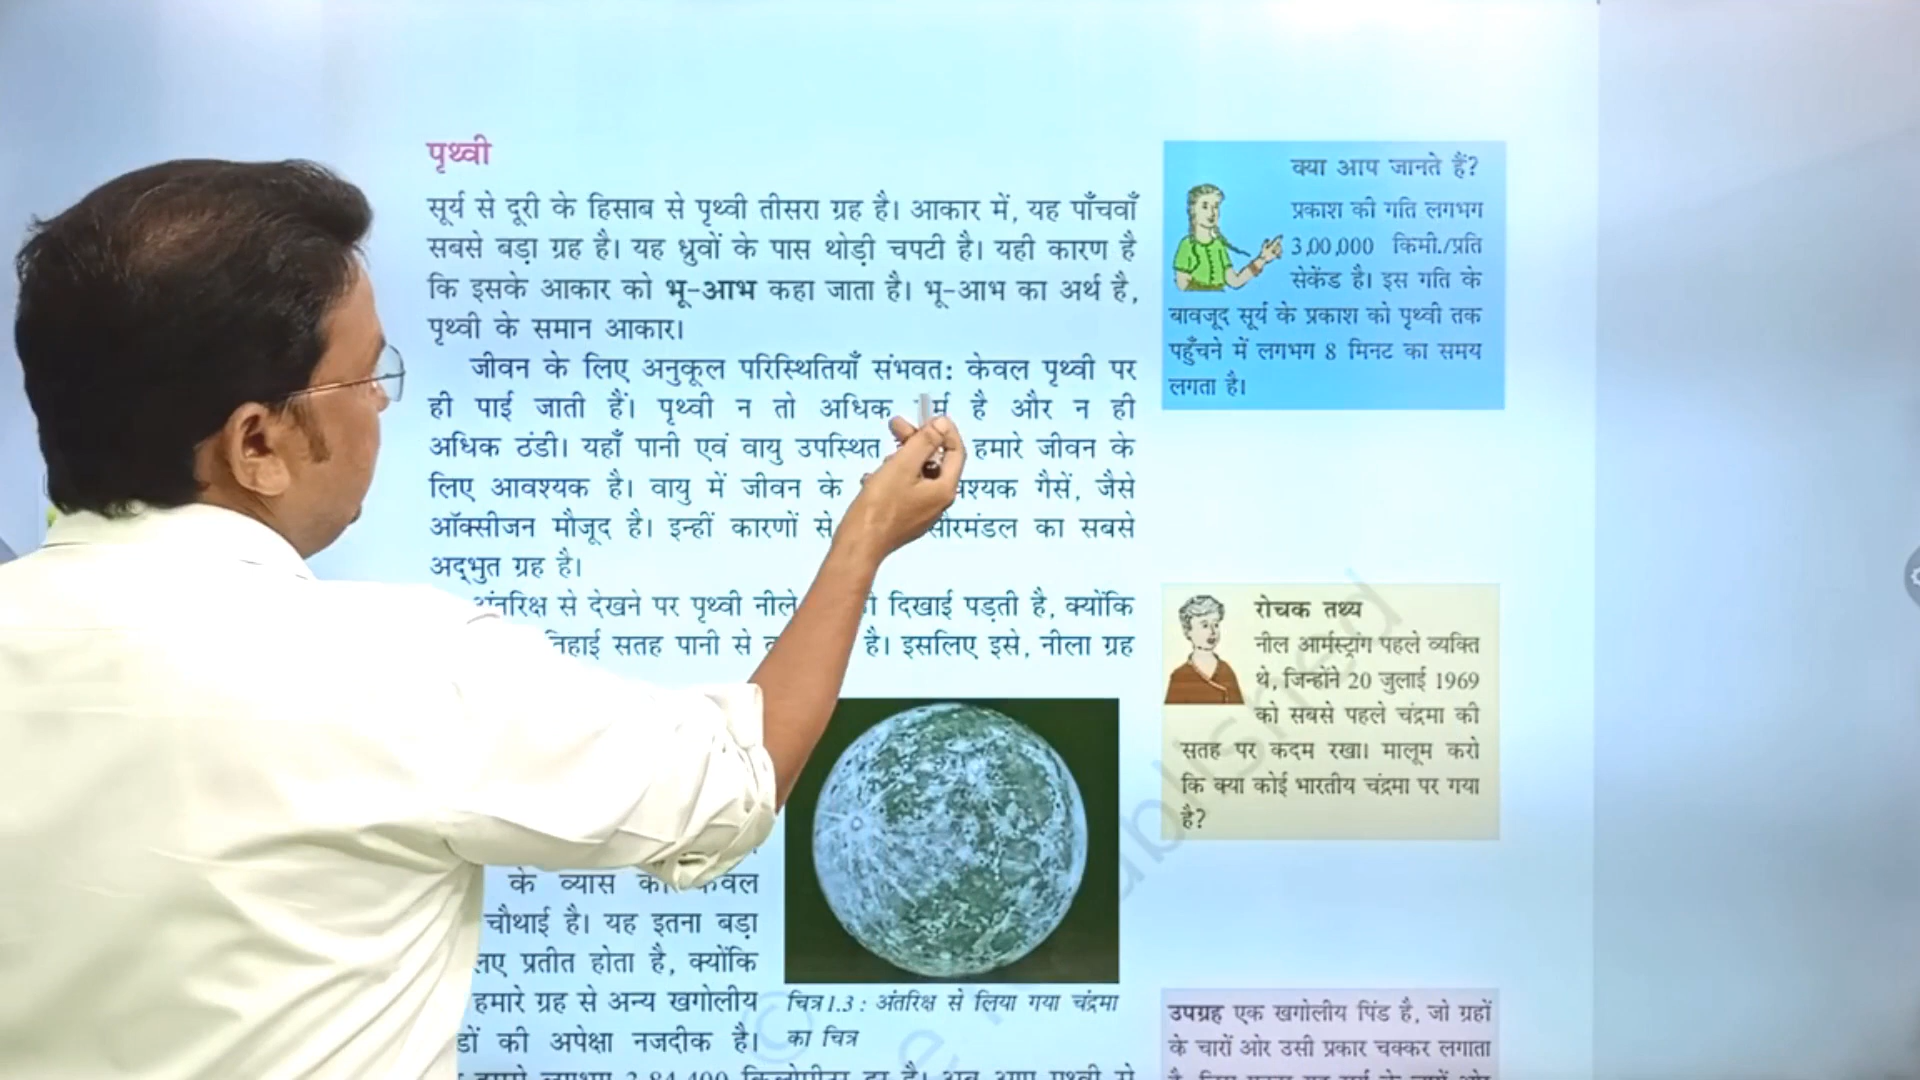 पृथ्वी
सूर्य से दूरी के हिसाब से पृथ्वी तीसरा ग्रह है। आकार में, यह पाँचवाँ
सबसे बड़ा ग्रह है। यह ध्रुवों के पास थोड़ी चपटी है। यही कारण है
कि इसके आकार को भू-आभ कहा जाता है। भू-आभ का अर्थ है,
पृथ्वी के समान आकार।
जीवन के लिए अनुकूल परिस्थितियाँ संभवत: केवल पृथ्वी पर
ही पाई जाती हैं। पृथ्वी न तो अधिक है और न ही
अधिक ठंडी। यहाँ पानी एवं वायु उपस्थित हमारे जीवन के
लिए आवश्यक है। वायु में जीवन के गैसें, जैसे
ऑक्सीजन मौजूद है। इन्हीं कारणों से सौरमंडल का सबसे
अद्भुत ग्रह है।
अंतरिक्ष से देखने पर पृथ्वी नीले दिखाई पड़ती है, क्योंकि
सतह पानी से है। इसलिए इसे, नीला ग्रह
के व्यास का केवल
चौथाई है। यह इतना बड़ा
प्रतीत होता है, क्योंकि
हमारे ग्रह से अन्य खगोलीय
की अपेक्षा नजदीक है।
चित्र 1.3 : अंतरिक्ष से लिया गया चंद्रमा
का चित्र
क्या आप जानते हैं?
प्रकाश की गति लगभग
3,00,000 किमी./प्रति
सेकेंड है। इस गति के
बावजूद सूर्य के प्रकाश को पृथ्वी तक
पहुँचने में लगभग 8 मिनट का समय
लगता है।
रोचक तथ्य
नील आर्मस्ट्रांग पहले व्यक्ति
थे, जिन्होंने 20 जुलाई 1969
को सबसे पहले चंद्रमा की
सतह पर कदम रखा। मालूम करो
कि क्या कोई भारतीय चंद्रमा पर गया
है?
उपग्रह एक खगोलीय पिंड है, जो ग्रहों
के चारों ओर उसी प्रकार चक्कर लगाता